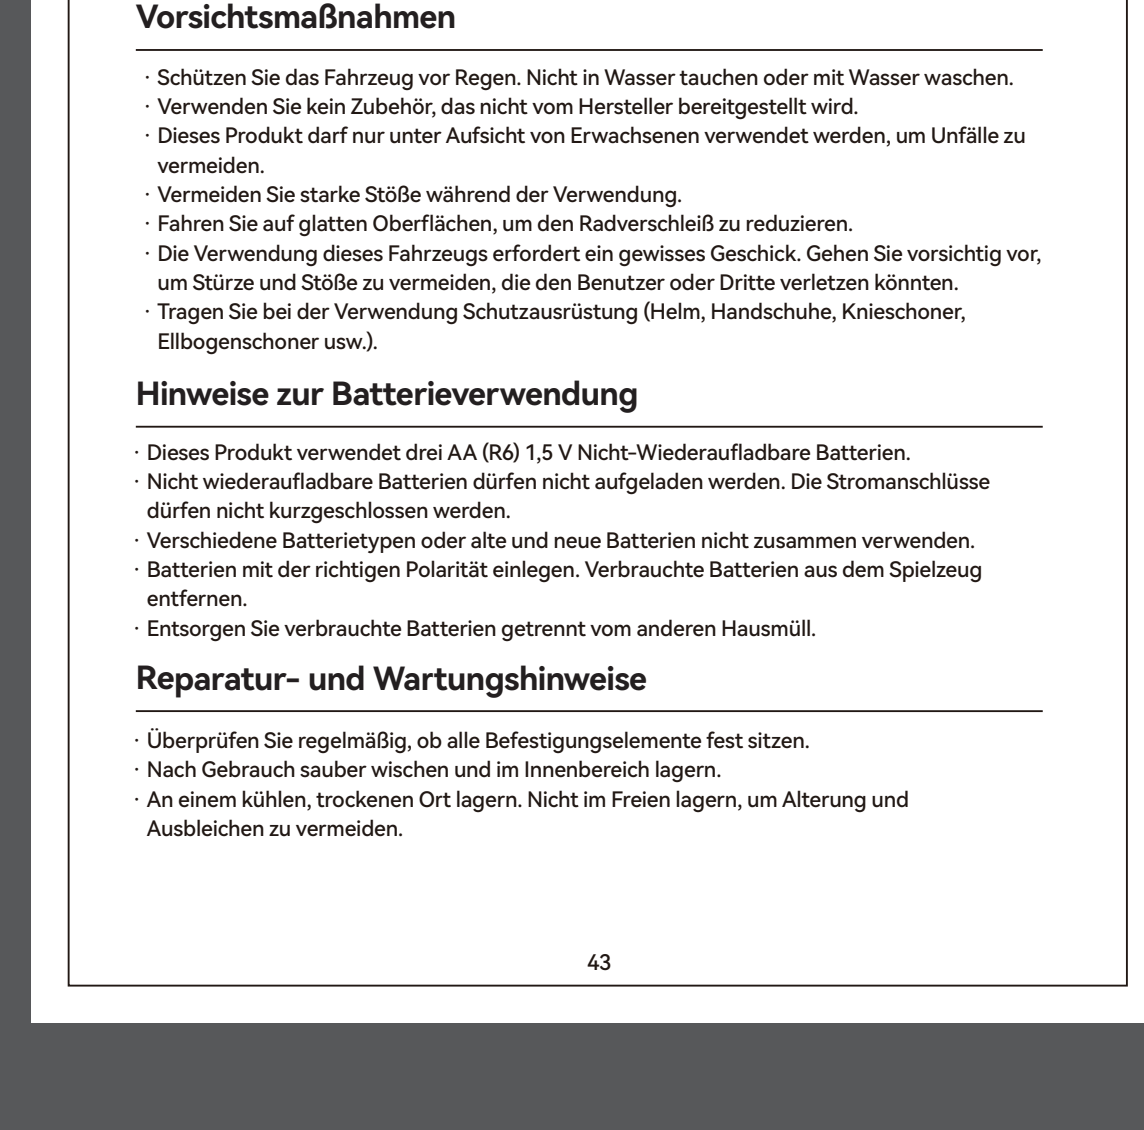 Vorsichtsmaßnahmen
· Schützen Sie das Fahrzeug vor Regen. Nicht in Wasser tauchen oder mit Wasser waschen.
· Verwenden Sie kein Zubehör, das nicht vom Hersteller bereitgestellt wird.
· Dieses Produkt darf nur unter Aufsicht von Erwachsenen verwendet werden, um Unfälle zu
vermeiden.
· Vermeiden Sie starke Stöße während der Verwendung.
· Fahren Sie auf glatten Oberflächen, um den Radverschleiß zu reduzieren.
· Die Verwendung dieses Fahrzeugs erfordert ein gewisses Geschick. Gehen Sie vorsichtig vor,
um Stürze und Stöße zu vermeiden, die den Benutzer oder Dritte verletzen könnten.
· Tragen Sie bei der Verwendung Schutzausrüstung (Helm, Handschuhe, Knieschoner,
Ellbogenschoner usw.).
Hinweise zur Batterieverwendung
· Dieses Produkt verwendet drei AA (R6) 1,5 V Nicht-Wiederaufladbare Batterien.
· Nicht wiederaufladbare Batterien dürfen nicht aufgeladen werden. Die Stromanschlüsse
dürfen nicht kurzgeschlossen werden.
· Verschiedene Batterietypen oder alte und neue Batterien nicht zusammen verwenden.
· Batterien mit der richtigen Polarität einlegen. Verbrauchte Batterien aus dem Spielzeug
entfernen.
· Entsorgen Sie verbrauchte Batterien getrennt vom anderen Hausmüll.
Reparatur- und Wartungshinweise
· Überprüfen Sie regelmäßig, ob alle Befestigungselemente fest sitzen.
· Nach Gebrauch sauber wischen und im Innenbereich lagern.
· An einem kühlen, trockenen Ort lagern. Nicht im Freien lagern, um Alterung und
Ausbleichen zu vermeiden.
43